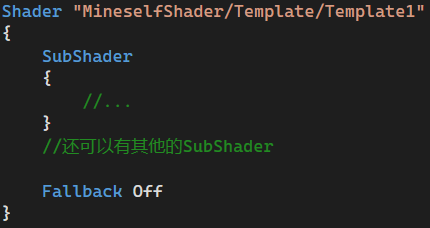 Shader "MineselfShader/Template/Template1"
{
    SubShader
    {
        //...
    }
    //还可以有其他的SubShader

    Fallback Off
}